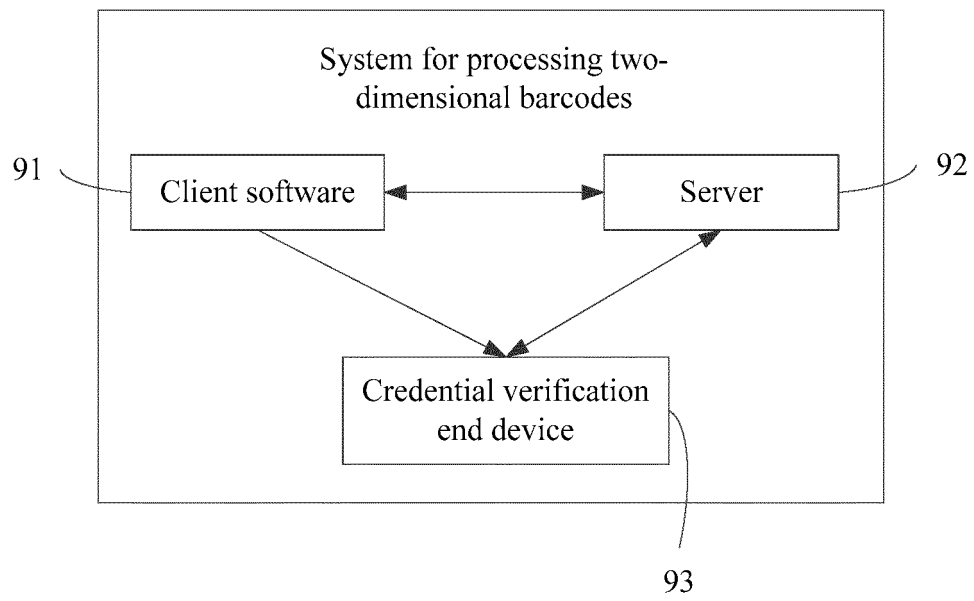 System for processing two-
dimensional barcodes
91
Client software
Server
92
Credential verification
end device
93